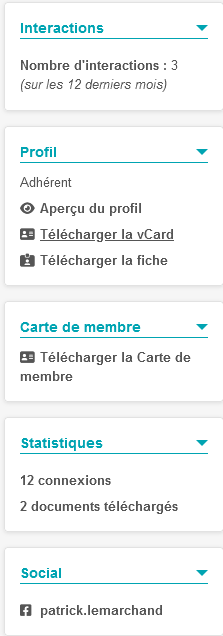 Interactions
Nombre d'interactions : 3
(sur les 12 derniers mois)
Profil
Adhérent
Aperçu du profil
Télécharger la vCard
Télécharger la fiche
Carte de membre
Télécharger la Carte de
membre
Statistiques
12 connexions
2 documents téléchargés
Social
patrick.lemarchand